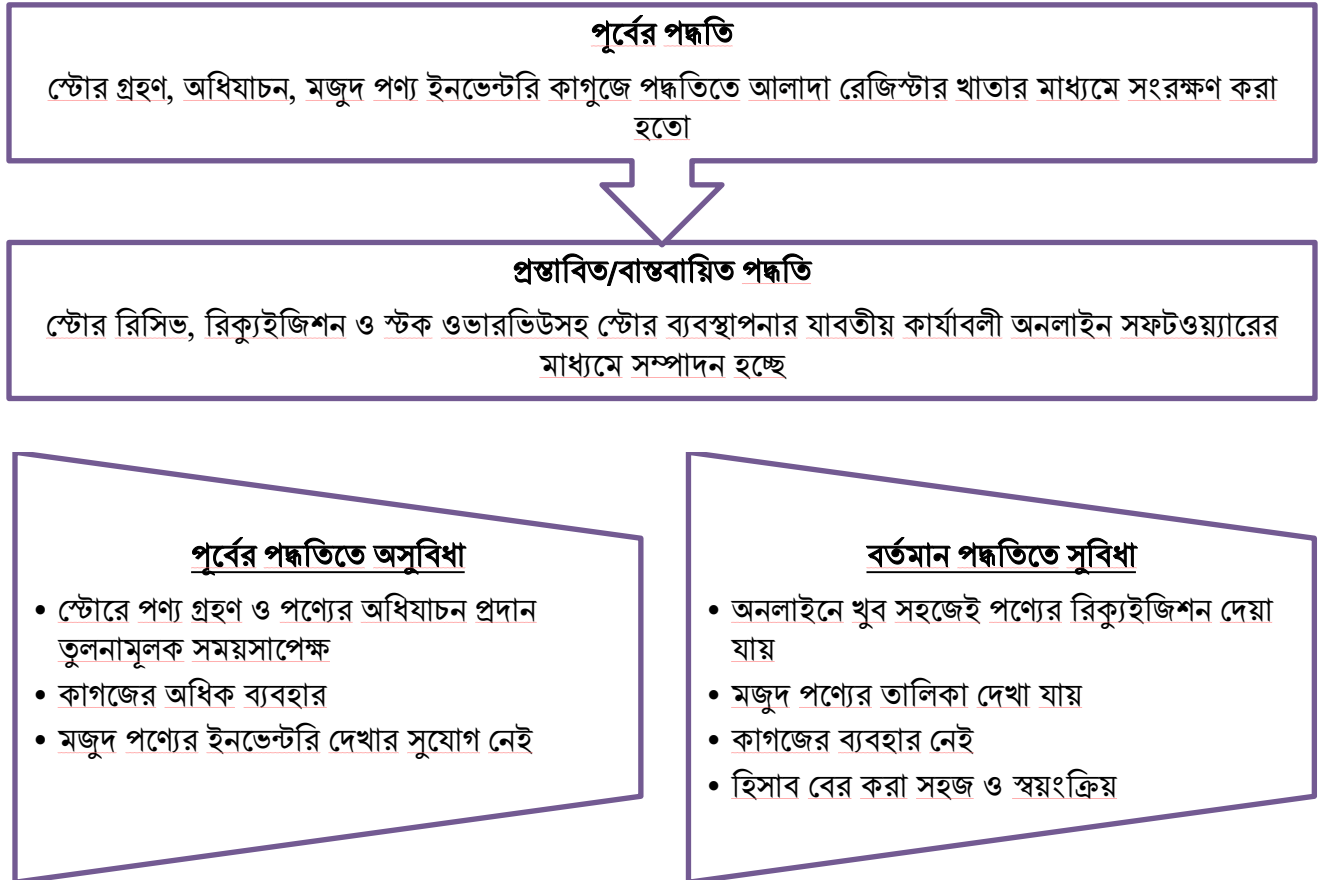 পূর্বের পদ্ধতি
স্টোর গ্রহণ, অধিযাচন, মজুদ পণ্য ইনভেন্টরি কাগুজে পদ্ধতিতে আলাদা রেজিস্টার খাতার মাধ্যমে সংরক্ষণ করা
হতো
প্রস্তাবিত/বাস্তবায়িত পদ্ধতি
স্টোর রিসিভ, রিক্যুইজিশন ও স্টক ওভারভিউসহ স্টোর ব্যবস্থাপনার যাবতীয় কার্যাবলী অনলাইন সফটওয়্যারের
মাধ্যমে সম্পাদন হচ্ছে
পূর্বের পদ্ধতিতে অসুবিধা
• স্টোরে পণ্য গ্রহণ ও পণ্যের অধিযাচন প্রদান
তুলনামূলক সময়সাপেক্ষ
• কাগজের অধিক ব্যবহার
• মজুদ পণ্যের ইনভেন্টরি দেখার সুযোগ নেই
বর্তমান পদ্ধতিতে সুবিধা
• অনলাইনে খুব সহজেই পণ্যের রিক্যুইজিশন দেয়া
যায়
• মজুদ পণ্যের তালিকা দেখা যায়
• কাগজের ব্যবহার নেই
• হিসাব বের করা সহজ ও স্বয়ংক্রিয়